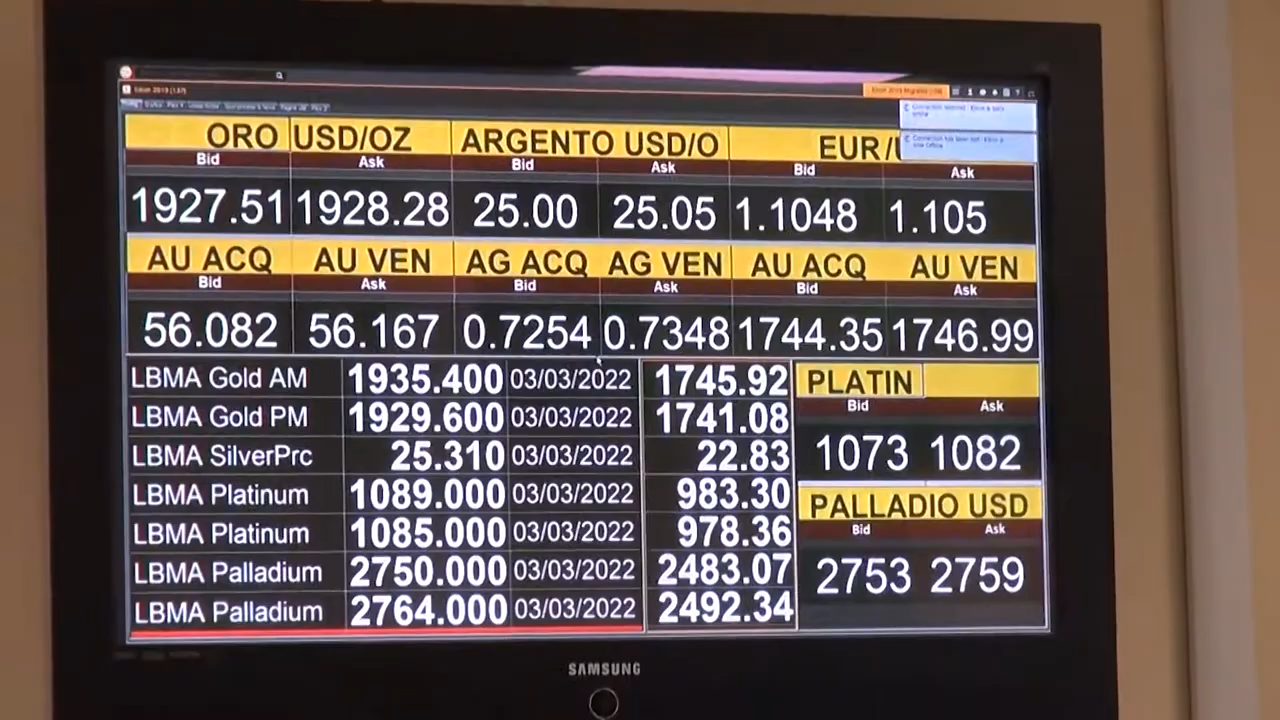 ORO USD/OZ ARGENTO USD/O EUR/
Bid Ask Bid Ask Bid Ask
1927.51 1928.28 25.00 25.05 1.1048 1.105
AU ACQ AU VEN AG ACQ AG VEN AU ACQ AU VEN
Bid Ask Bid Ask Bid Ask
56.082 56.167 0.7254 0.7348 1744.35 1746.99
LBMA Gold AM 1935.400 03/03/2022 1745.92
LBMA Gold PM 1929.600 03/03/2022 1741.08
LBMA SilverPrc 25.310 03/03/2022 22.83
LBMA Platinum 1089.000 03/03/2022 983.30
LBMA Platinum 1085.000 03/03/2022 978.36
LBMA Palladium 2750.000 03/03/2022 2483.07
LBMA Palladium 2764.000 03/03/2022 2492.34
PLATIN
Bid Ask
1073 1082
PALLADIO USD
Bid Ask
2753 2759
SAMSUNG